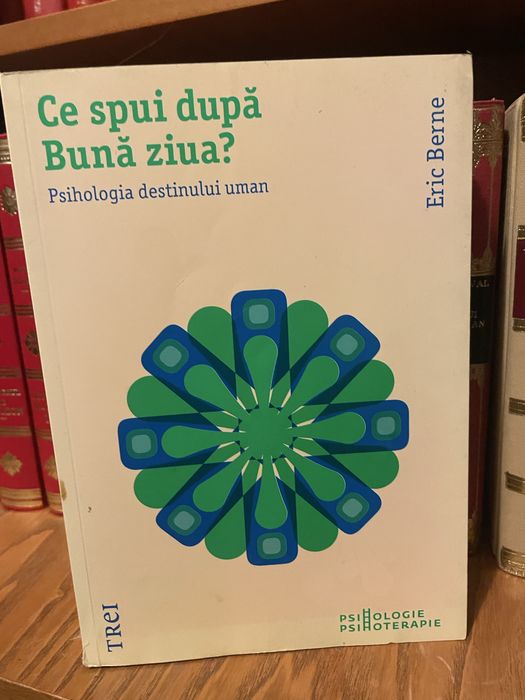 Ce spui după
Bună ziua?
Psihologia destinului uman
Eric Berne
TREI
PSIHOLOGIE
PSIHOTERAPIE